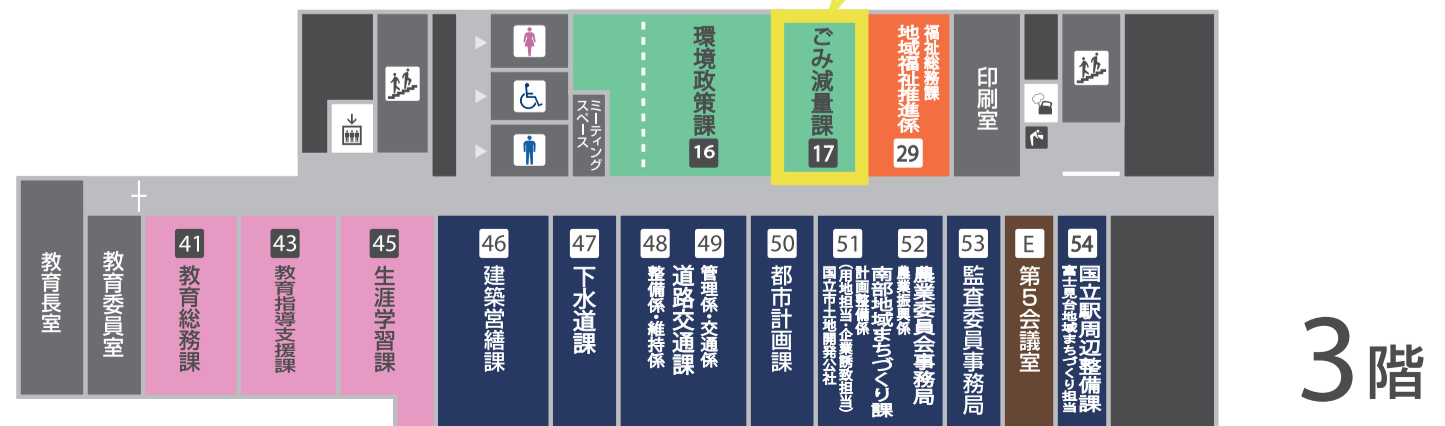 ミーティング
スペース
環境政策課
16
ごみ減量課
17
福祉総務課
地域福祉推進係
29
印刷室
教育長室
教育委員室
41
教育総務課
43
教育指導支援課
45
生涯学習課
46
建築営繕課
47
下水道課
48
49
管理係・交通係
道路交通課
整備係・維持係
50
都市計画課
51
52
農業委員会事務局
農業振興係
南部地域まちづくり課
計画整備係
(用地担当・企業誘致担当)
国立市土地開発公社
53
監査委員事務局
E
第5会議室
54
国立駅周辺整備課
富士見台地域まちづくり担当
3階